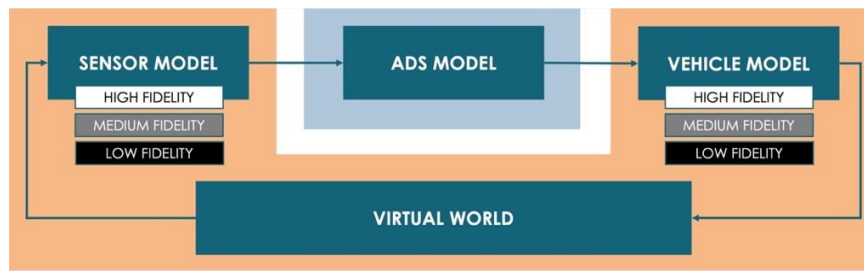 SENSOR MODEL
HIGH FIDELITY
MEDIUM FIDELITY
LOW FIDELITY
ADS MODEL
VEHICLE MODEL
HIGH FIDELITY
MEDIUM FIDELITY
LOW FIDELITY
VIRTUAL WORLD